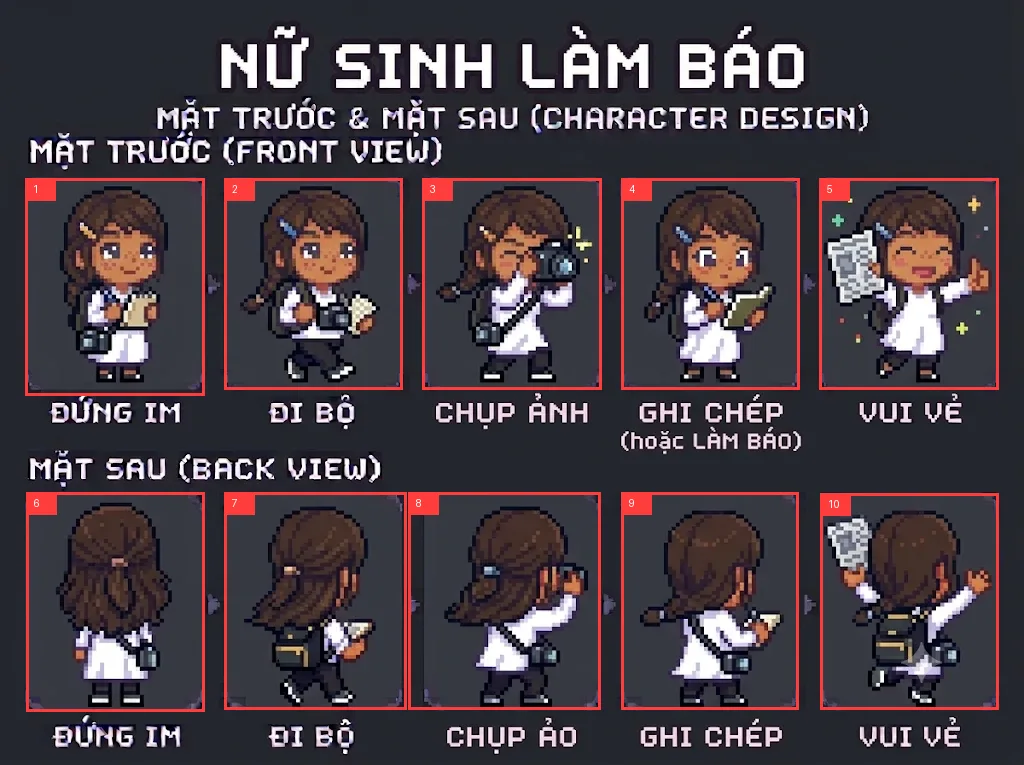 NỮ SINH LÀM BÁO
MẶT TRƯỚC & MẶT SAU (CHARACTER DESIGN)
MẶT TRƯỚC (FRONT VIEW)
1 2 3 4 5
ĐỨNG IM ĐI BỘ CHỤP ẢNH GHI CHÉP VUI VẺ
(hoặc LÀM BÁO)
MẶT SAU (BACK VIEW)
6 7 8 9 10
ĐỨNG IM ĐI BỘ CHỤP ẢO GHI CHÉP VUI VẺ